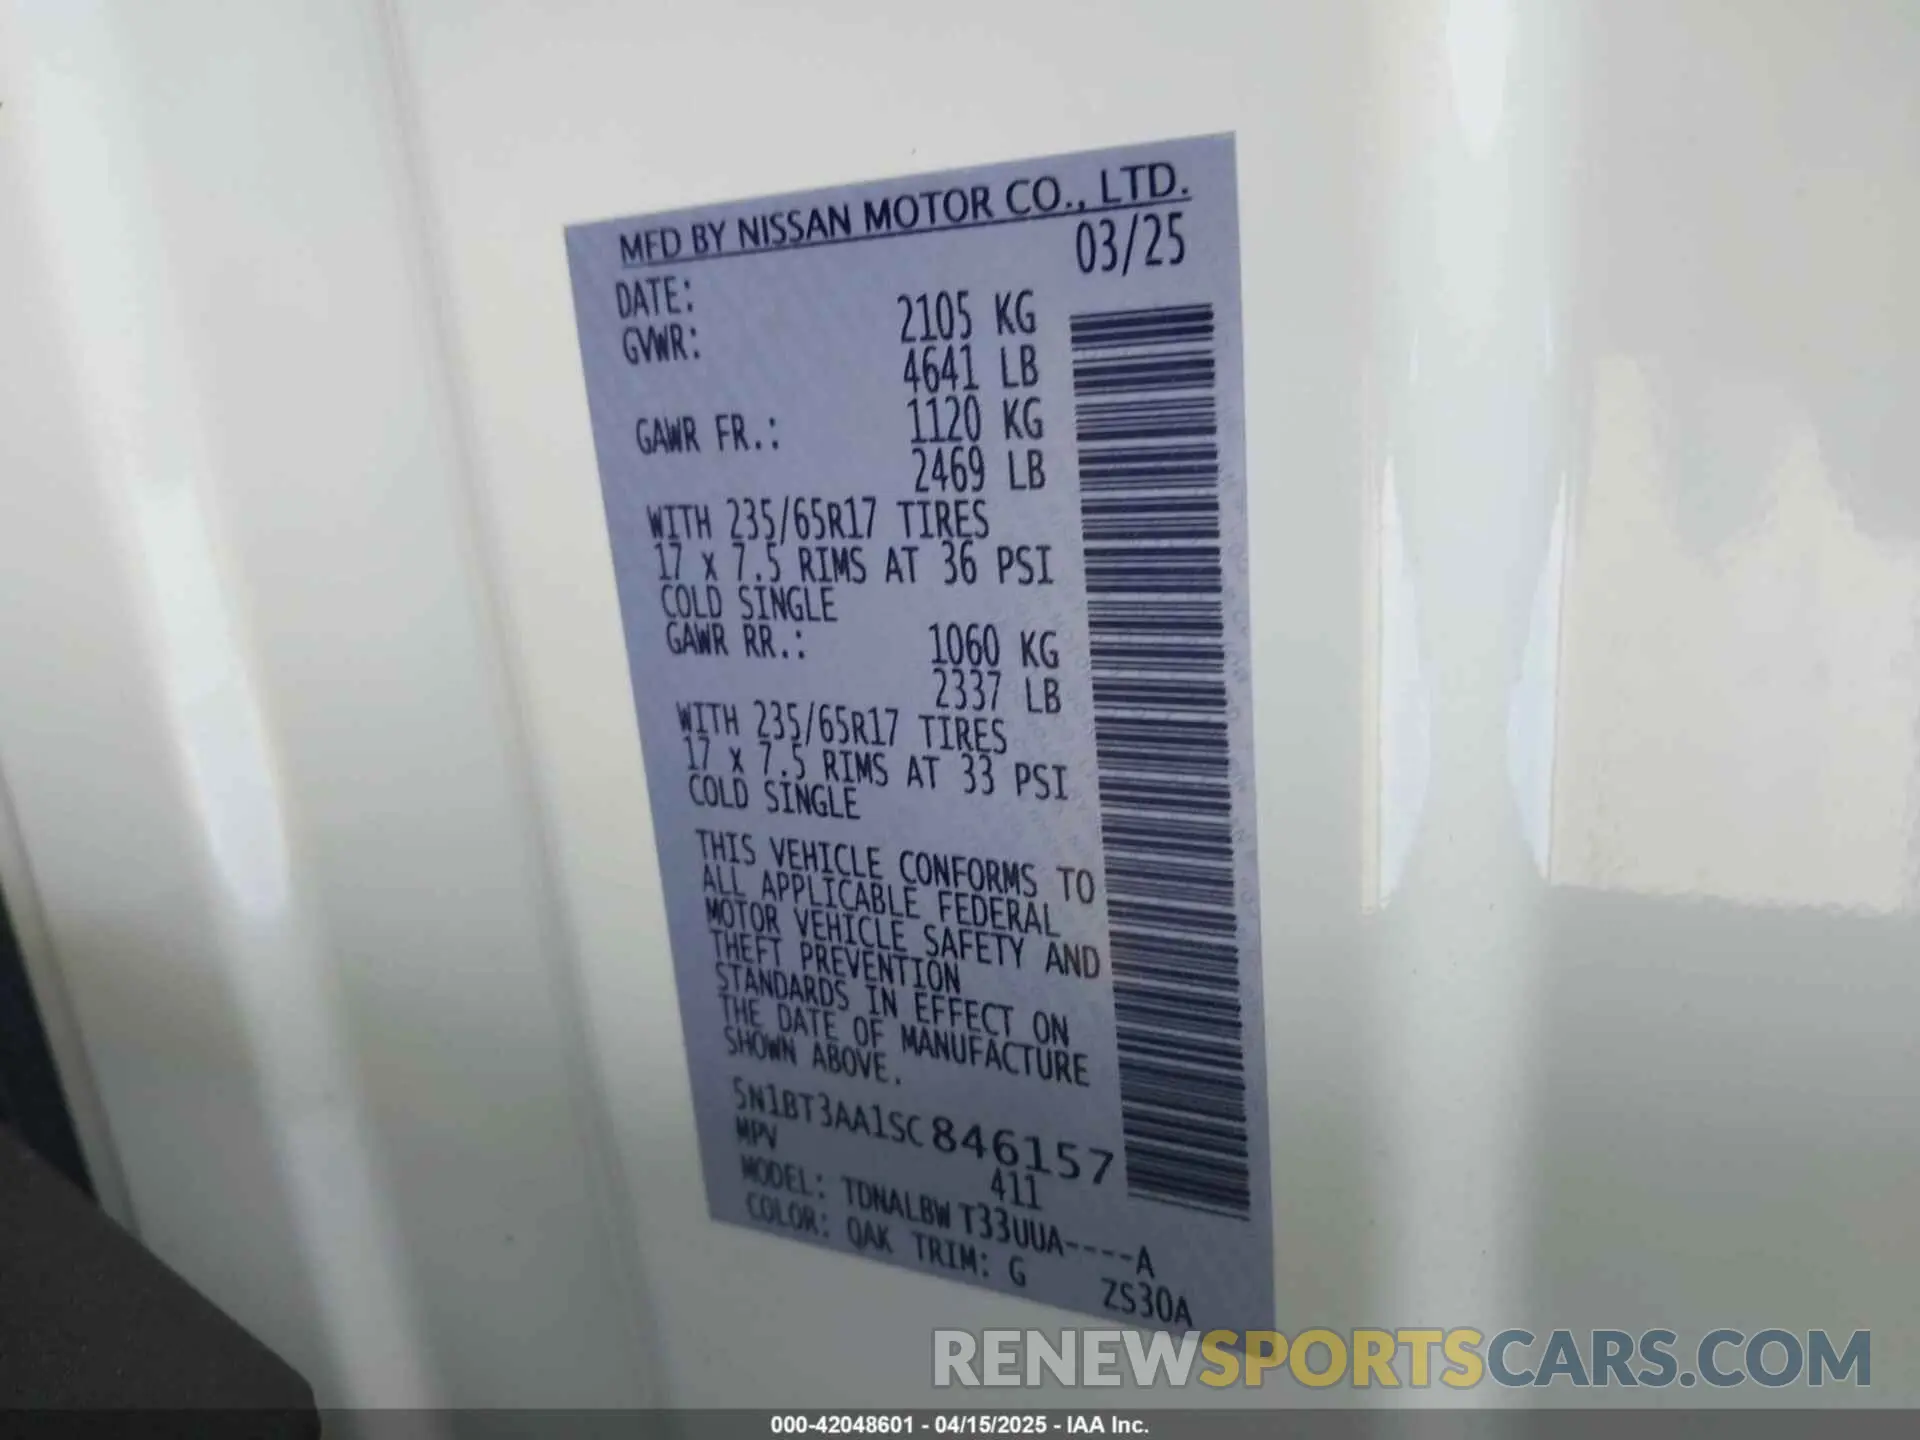 MFD BY NISSAN MOTOR CO., LTD.
DATE: 03/25
GVWR: 2105 KG
4641 LB
GAWR FR.: 1120 KG
2469 LB
WITH 235/65R17 TIRES
17 x 7.5 RIMS AT 36 PSI
COLD SINGLE
GAWR RR.: 1060 KG
2337 LB
WITH 235/65R17 TIRES
17 x 7.5 RIMS AT 33 PSI
COLD SINGLE
THIS VEHICLE CONFORMS TO
ALL APPLICABLE FEDERAL
MOTOR VEHICLE SAFETY AND
THEFT PREVENTION
STANDARDS IN EFFECT ON
THE DATE OF MANUFACTURE
SHOWN ABOVE.
5N1BT3AA1SC846157
MPV 411
MODEL: TDNALBW T33UUA----A
COLOR: QAK TRIM: G ZS30A
RENEWSPORTSCARS.COM
000-42048601 - 04/15/2025 - IAA Inc.